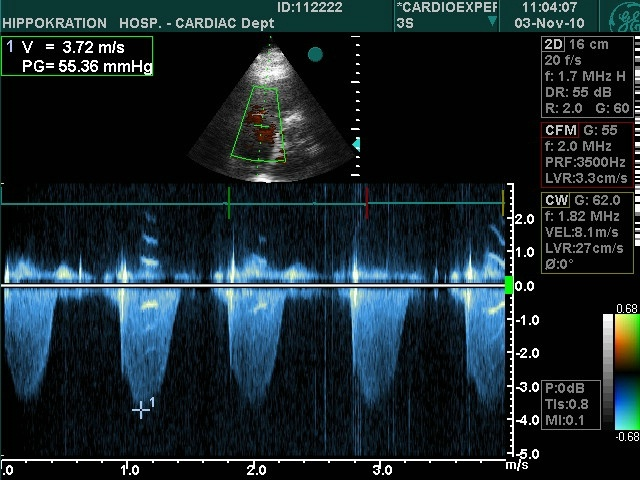 ID:112222
*CARDIOEXPER
11:04:07
HIPPOKRATION HOSP. - CARDIAC Dept
3S
03-Nov-10
1 V = 3.72 m/s
PG= 55.36 mmHg
2D 16 cm
20 f/s
f: 1.7 MHz H
DR: 55 dB
R: 2.0 G: 60
CFM G: 55
f: 2.0 MHz
PRF:3500Hz
LVR:3.3cm/s
CW G: 62.0
f: 1.82 MHz
VEL:8.1m/s
LVR:27cm/s
Ø:0°
2.0
1.0
0.0
-1.0
-2.0
-3.0
-4.0
-5.0
m/s
1
0.68
-0.68
P:0dB
TIs:0.8
MI:0.1
.0 1.0 2.0 3.0